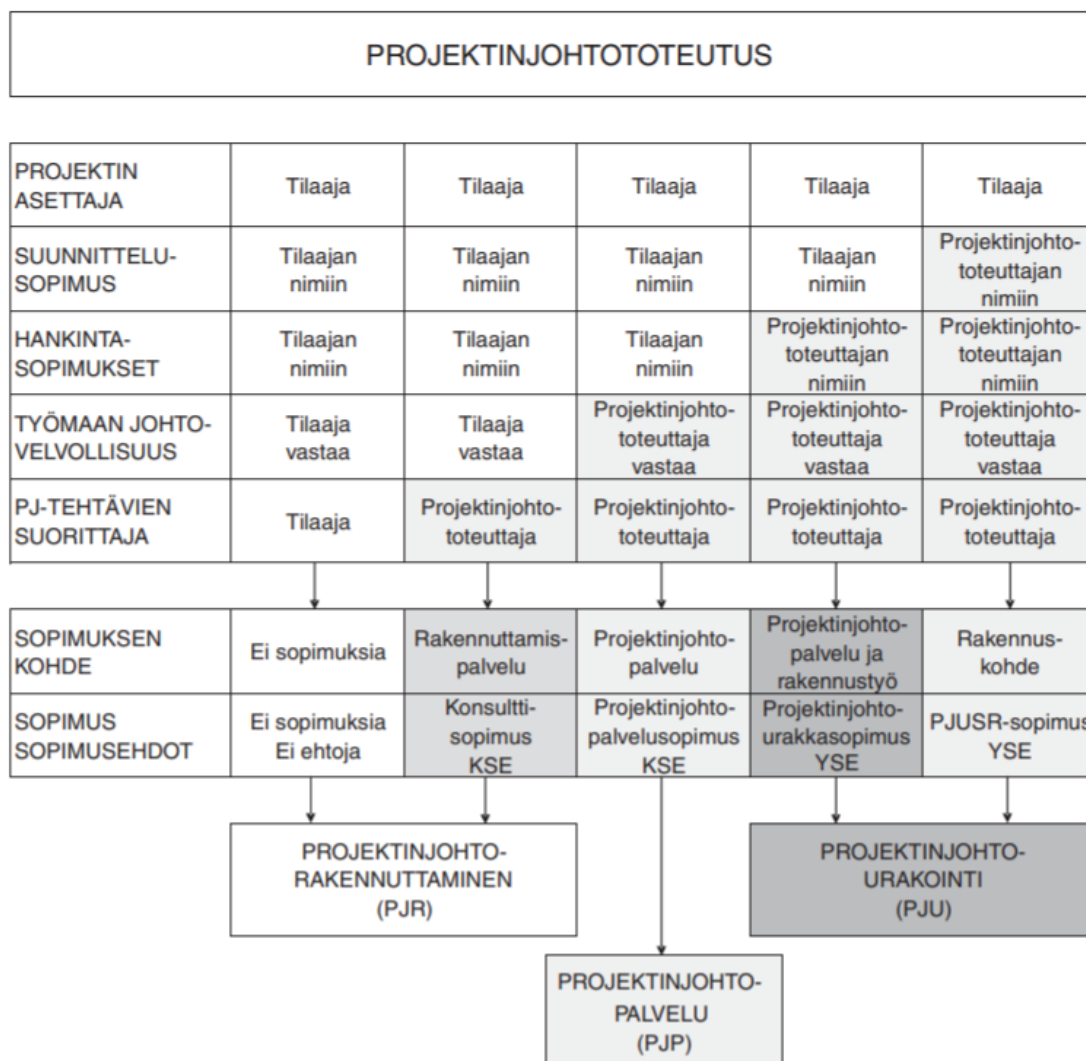 PROJEKTINJOHTOTOTEUTUS
PROJEKTIN
ASETTAJA
Tilaaja
Tilaaja
Tilaaja
Tilaaja
Tilaaja
SUUNNITTELU-
SOPIMUS
Tilaajan
nimiin
Tilaajan
nimiin
Tilaajan
nimiin
Tilaajan
nimiin
Projektinjohto-
toteuttajan
nimiin
HANKINTA-
SOPIMUKSET
Tilaajan
nimiin
Tilaajan
nimiin
Tilaajan
nimiin
Projektinjohto-
toteuttajan
nimiin
Projektinjohto-
toteuttajan
nimiin
TYÖMAAN JOHTO-
VELVOLLISUUS
Tilaaja
vastaa
Tilaaja
vastaa
Projektinjohto-
toteuttaja
vastaa
Projektinjohto-
toteuttaja
vastaa
Projektinjohto-
toteuttaja
vastaa
PJ-TEHTÄVIEN
SUORITTAJA
Tilaaja
Projektinjohto-
toteuttaja
Projektinjohto-
toteuttaja
Projektinjohto-
toteuttaja
Projektinjohto-
toteuttaja
SOPIMUKSEN
KOHDE
Ei sopimuksia
Rakennuttamis-
palvelu
Projektinjohto-
palvelu
Projektinjohto-
palvelu ja
rakennustyö
Rakennus-
kohde
SOPIMUS
SOPIMUSEHDOT
Ei sopimuksia
Ei ehtoja
Konsultti-
sopimus
KSE
Projektinjohto-
palvelusopimus
KSE
Projektinjohto-
urakkasopimus
YSE
PJUSR-sopimus
YSE
PROJEKTINJOHTO-
RAKENNUTTAMINEN
(PJR)
PROJEKTINJOHTO-
URAKOINTI
(PJU)
PROJEKTINJOHTO-
PALVELU
(PJP)